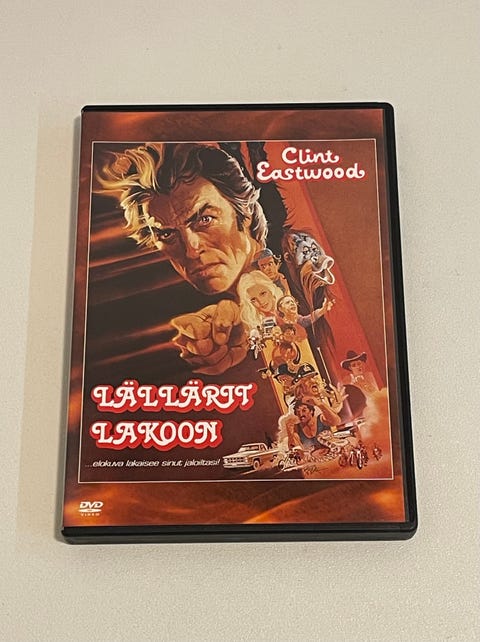 Clint
Eastwood
LÄLLÄRIT
LAKOON
...elokuva lakaisee sinut jaloiltasi!
DVD
VIDEO